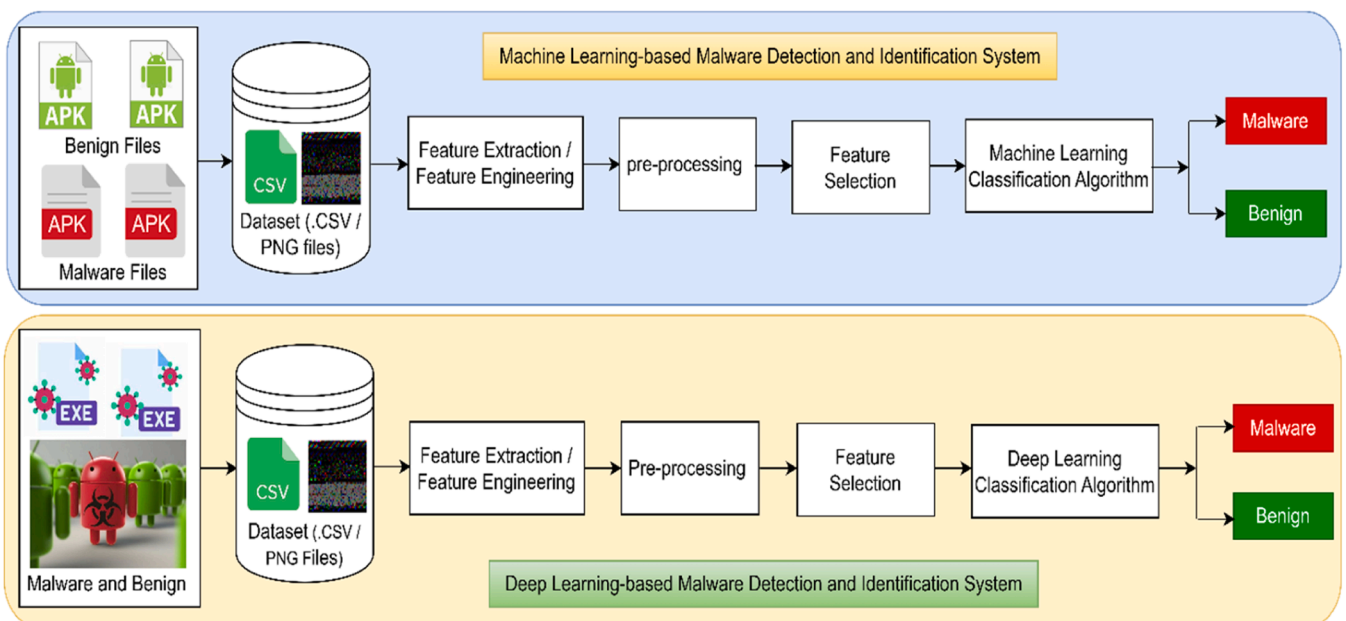 Machine Learning-based Malware Detection and Identification System
APK
APK
Benign Files
APK
APK
Malware Files
CSV
Dataset (.CSV /
PNG files)
Feature Extraction /
Feature Engineering
pre-processing
Feature
Selection
Machine Learning
Classification Algorithm
Malware
Benign
EXE
EXE
Malware and Benign
CSV
Dataset (.CSV /
PNG Files)
Feature Extraction /
Feature Engineering
Pre-processing
Feature
Selection
Deep Learning
Classification Algorithm
Malware
Benign
Deep Learning-based Malware Detection and Identification System